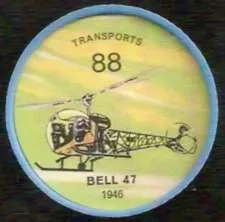 TRANSPORTS
88
BELL 47
1946